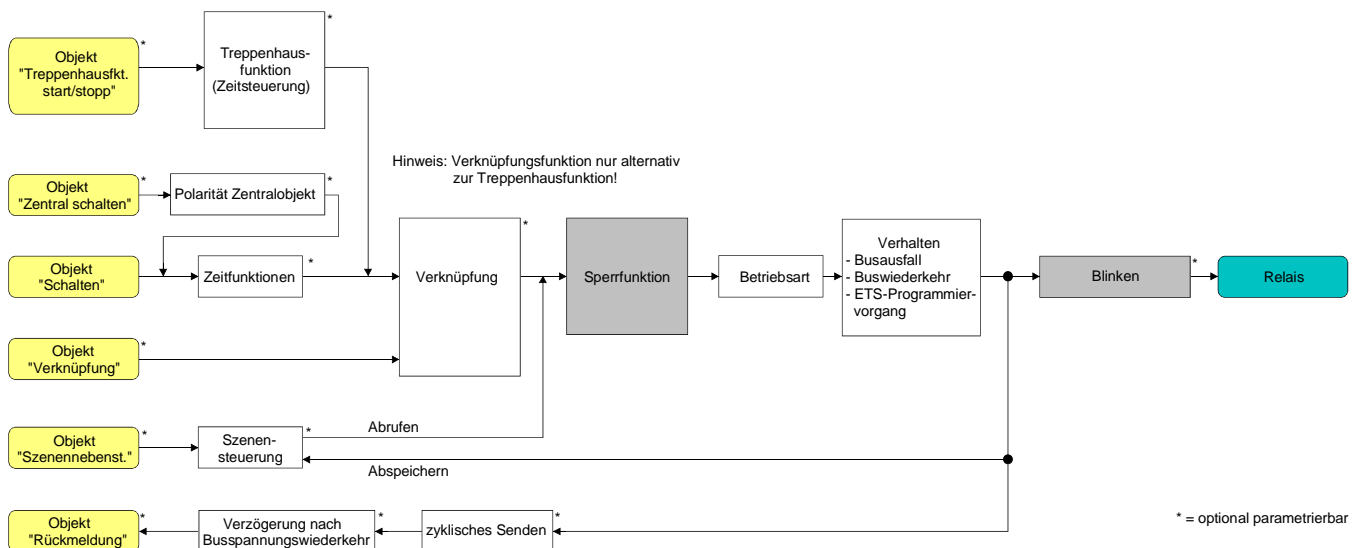 *
Objekt
"Treppenhausfkt.
start/stopp"
*
Treppenhaus-
funktion
(Zeitsteuerung)
Hinweis: Verknüpfungsfunktion nur alternativ
zur Treppenhausfunktion!
*
Objekt
"Zentral schalten"
*
Polarität Zentralobjekt
*
Objekt
"Schalten"
*
Zeitfunktionen
*
Verknüpfung
Sperrfunktion
Betriebsart
Verhalten
- Busausfall
- Buswiederkehr
- ETS-Programmier-
vorgang
*
Blinken
Relais
*
Objekt
"Verknüpfung"
*
Objekt
"Szenennebenst."
*
Szenen-
steuerung
Abrufen
Abspeichern
*
Objekt
"Rückmeldung"
*
Verzögerung nach
Busspannungswiederkehr
*
zyklisches Senden
* = optional parametrierbar